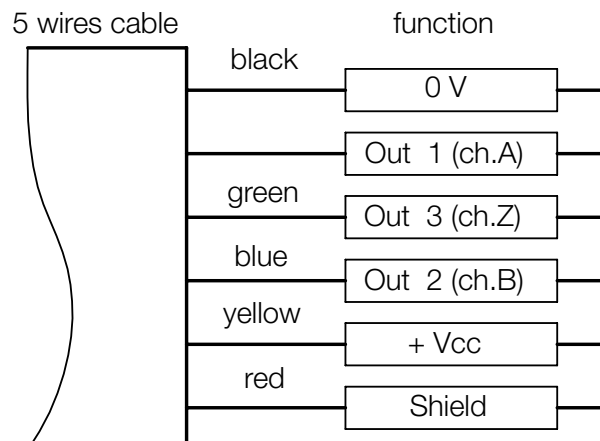 5 wires cable function
black
0 V
Out 1 (ch.A)
green
Out 3 (ch.Z)
blue
Out 2 (ch.B)
yellow
+ Vcc
red
Shield